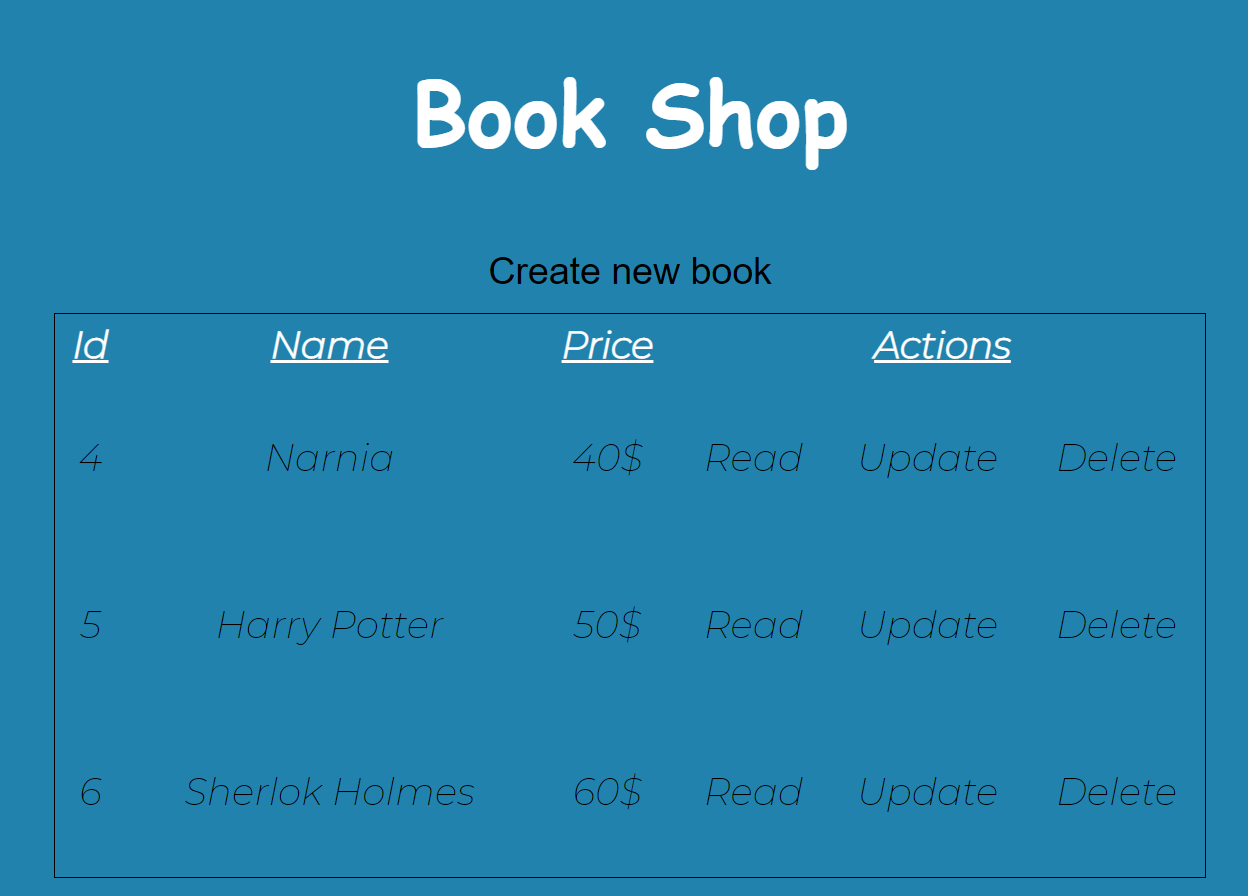 Book Shop
Create new book
Id Name Price Actions
4 Narnia 40$ Read Update Delete
5 Harry Potter 50$ Read Update Delete
6 Sherlok Holmes 60$ Read Update Delete